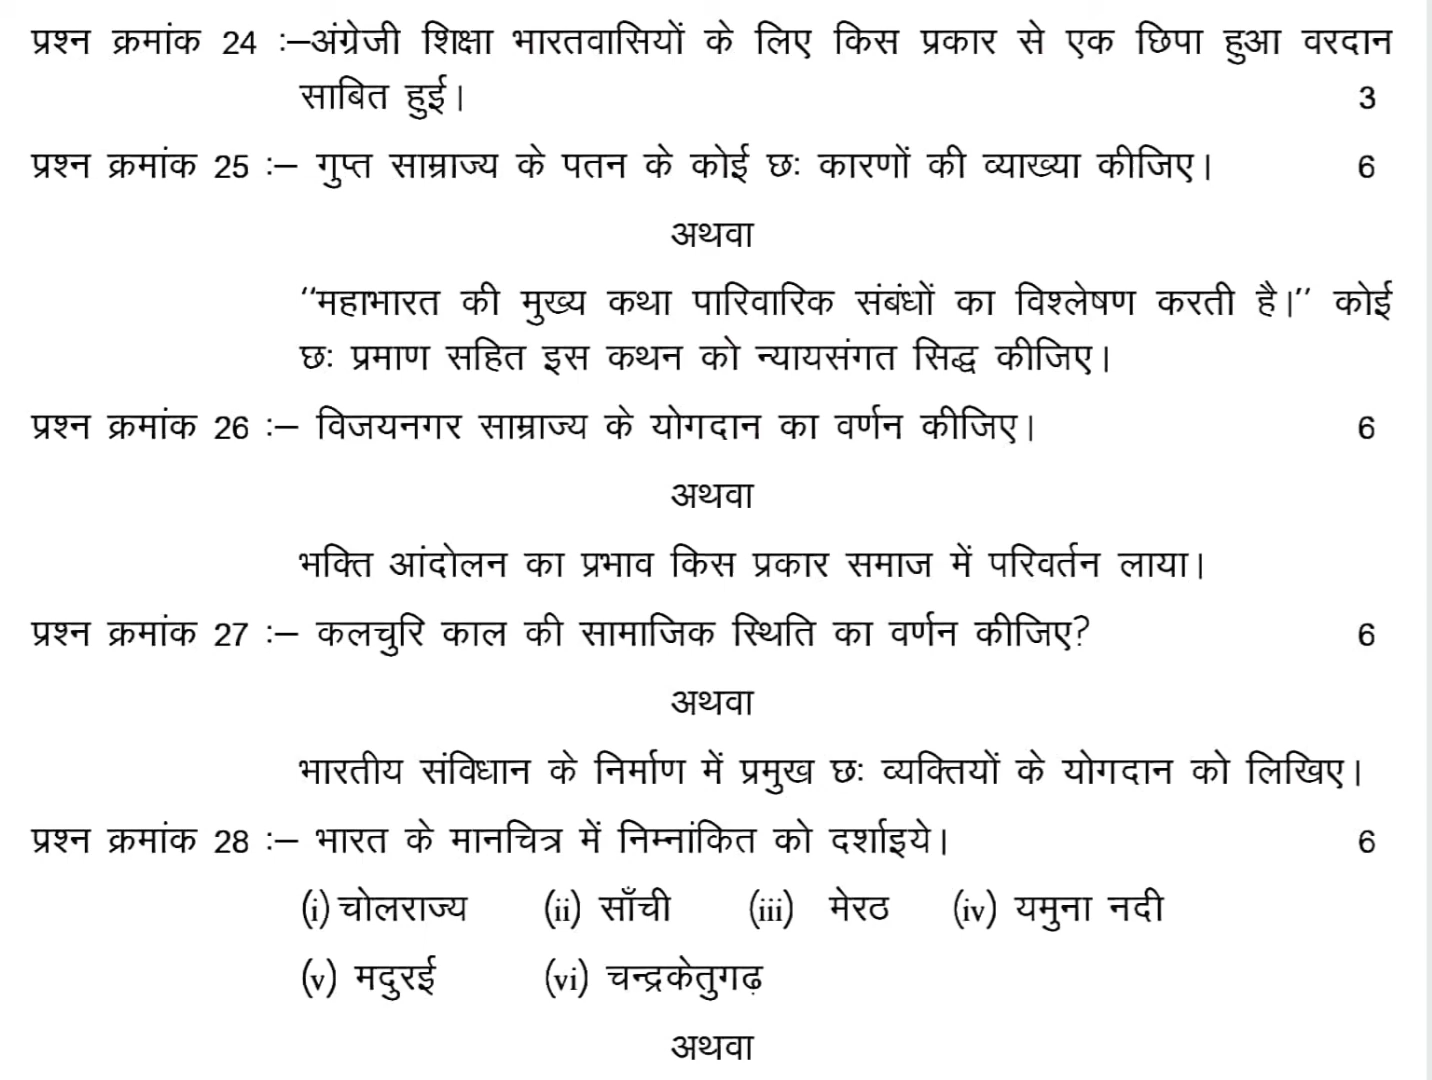 प्रश्न क्रमांक 24 :–अंग्रेजी शिक्षा भारतवासियों के लिए किस प्रकार से एक छिपा हुआ वरदान
साबित हुई। 3
प्रश्न क्रमांक 25 :– गुप्त साम्राज्य के पतन के कोई छः कारणों की व्याख्या कीजिए। 6
अथवा
''महाभारत की मुख्य कथा पारिवारिक संबंधों का विश्लेषण करती है।'' कोई
छः प्रमाण सहित इस कथन को न्यायसंगत सिद्ध कीजिए।
प्रश्न क्रमांक 26 :– विजयनगर साम्राज्य के योगदान का वर्णन कीजिए। 6
अथवा
भक्ति आंदोलन का प्रभाव किस प्रकार समाज में परिवर्तन लाया।
प्रश्न क्रमांक 27 :– कलचुरि काल की सामाजिक स्थिति का वर्णन कीजिए? 6
अथवा
भारतीय संविधान के निर्माण में प्रमुख छः व्यक्तियों के योगदान को लिखिए।
प्रश्न क्रमांक 28 :– भारत के मानचित्र में निम्नांकित को दर्शाइये। 6
(i) चोलराज्य (ii) साँची (iii) मेरठ (iv) यमुना नदी
(v) मदुरई (vi) चन्द्रकेतुगढ़
अथवा